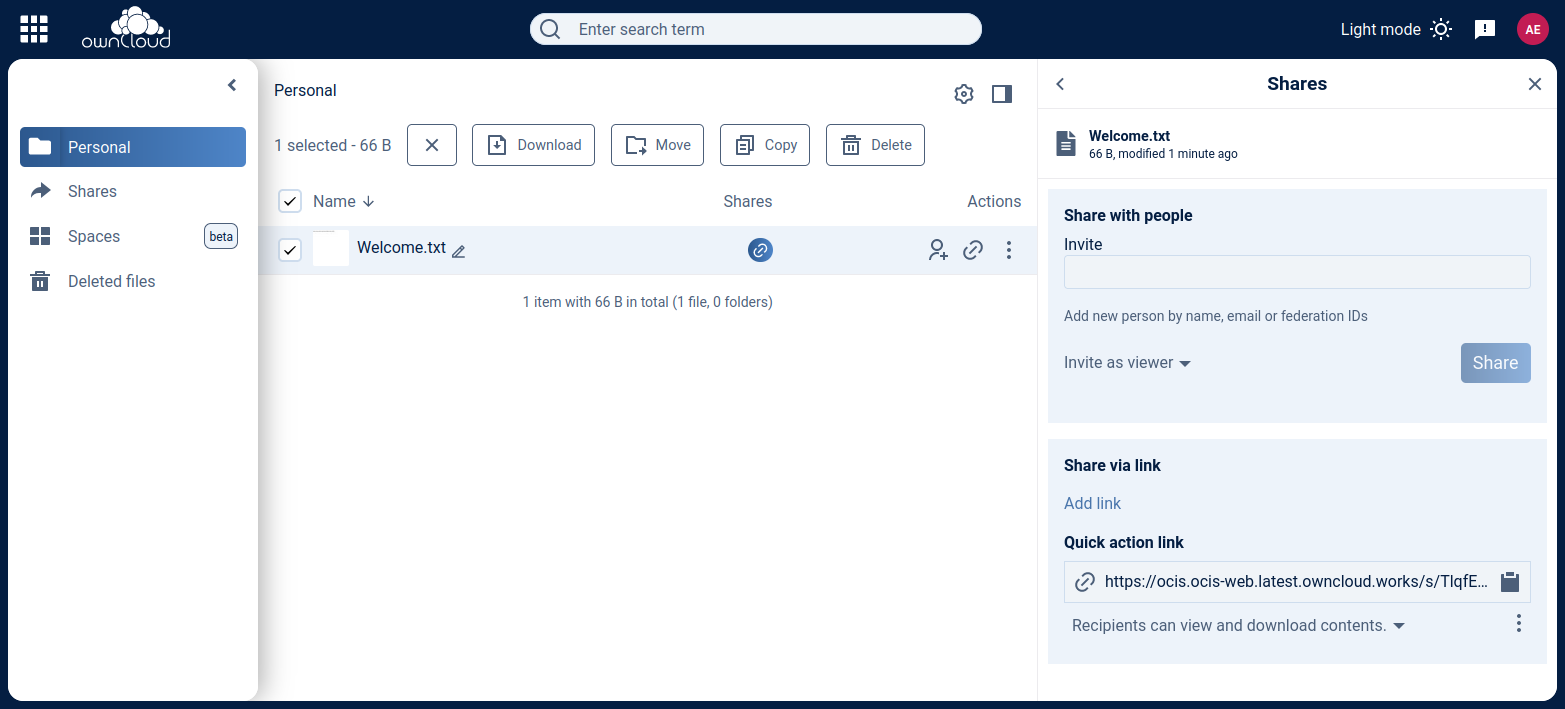 ownCloud
Enter search term
Light mode
AE
Personal
Shares
Spaces
beta
Deleted files
Personal
1 selected - 66 B
Download
Move
Copy
Delete
Name
Shares
Actions
Welcome.txt
1 item with 66 B in total (1 file, 0 folders)
Shares
Welcome.txt
66 B, modified 1 minute ago
Share with people
Invite
Add new person by name, email or federation IDs
Invite as viewer
Share
Share via link
Add link
Quick action link
https://ocis.ocis-web.latest.owncloud.works/s/TlqfE...
Recipients can view and download contents.